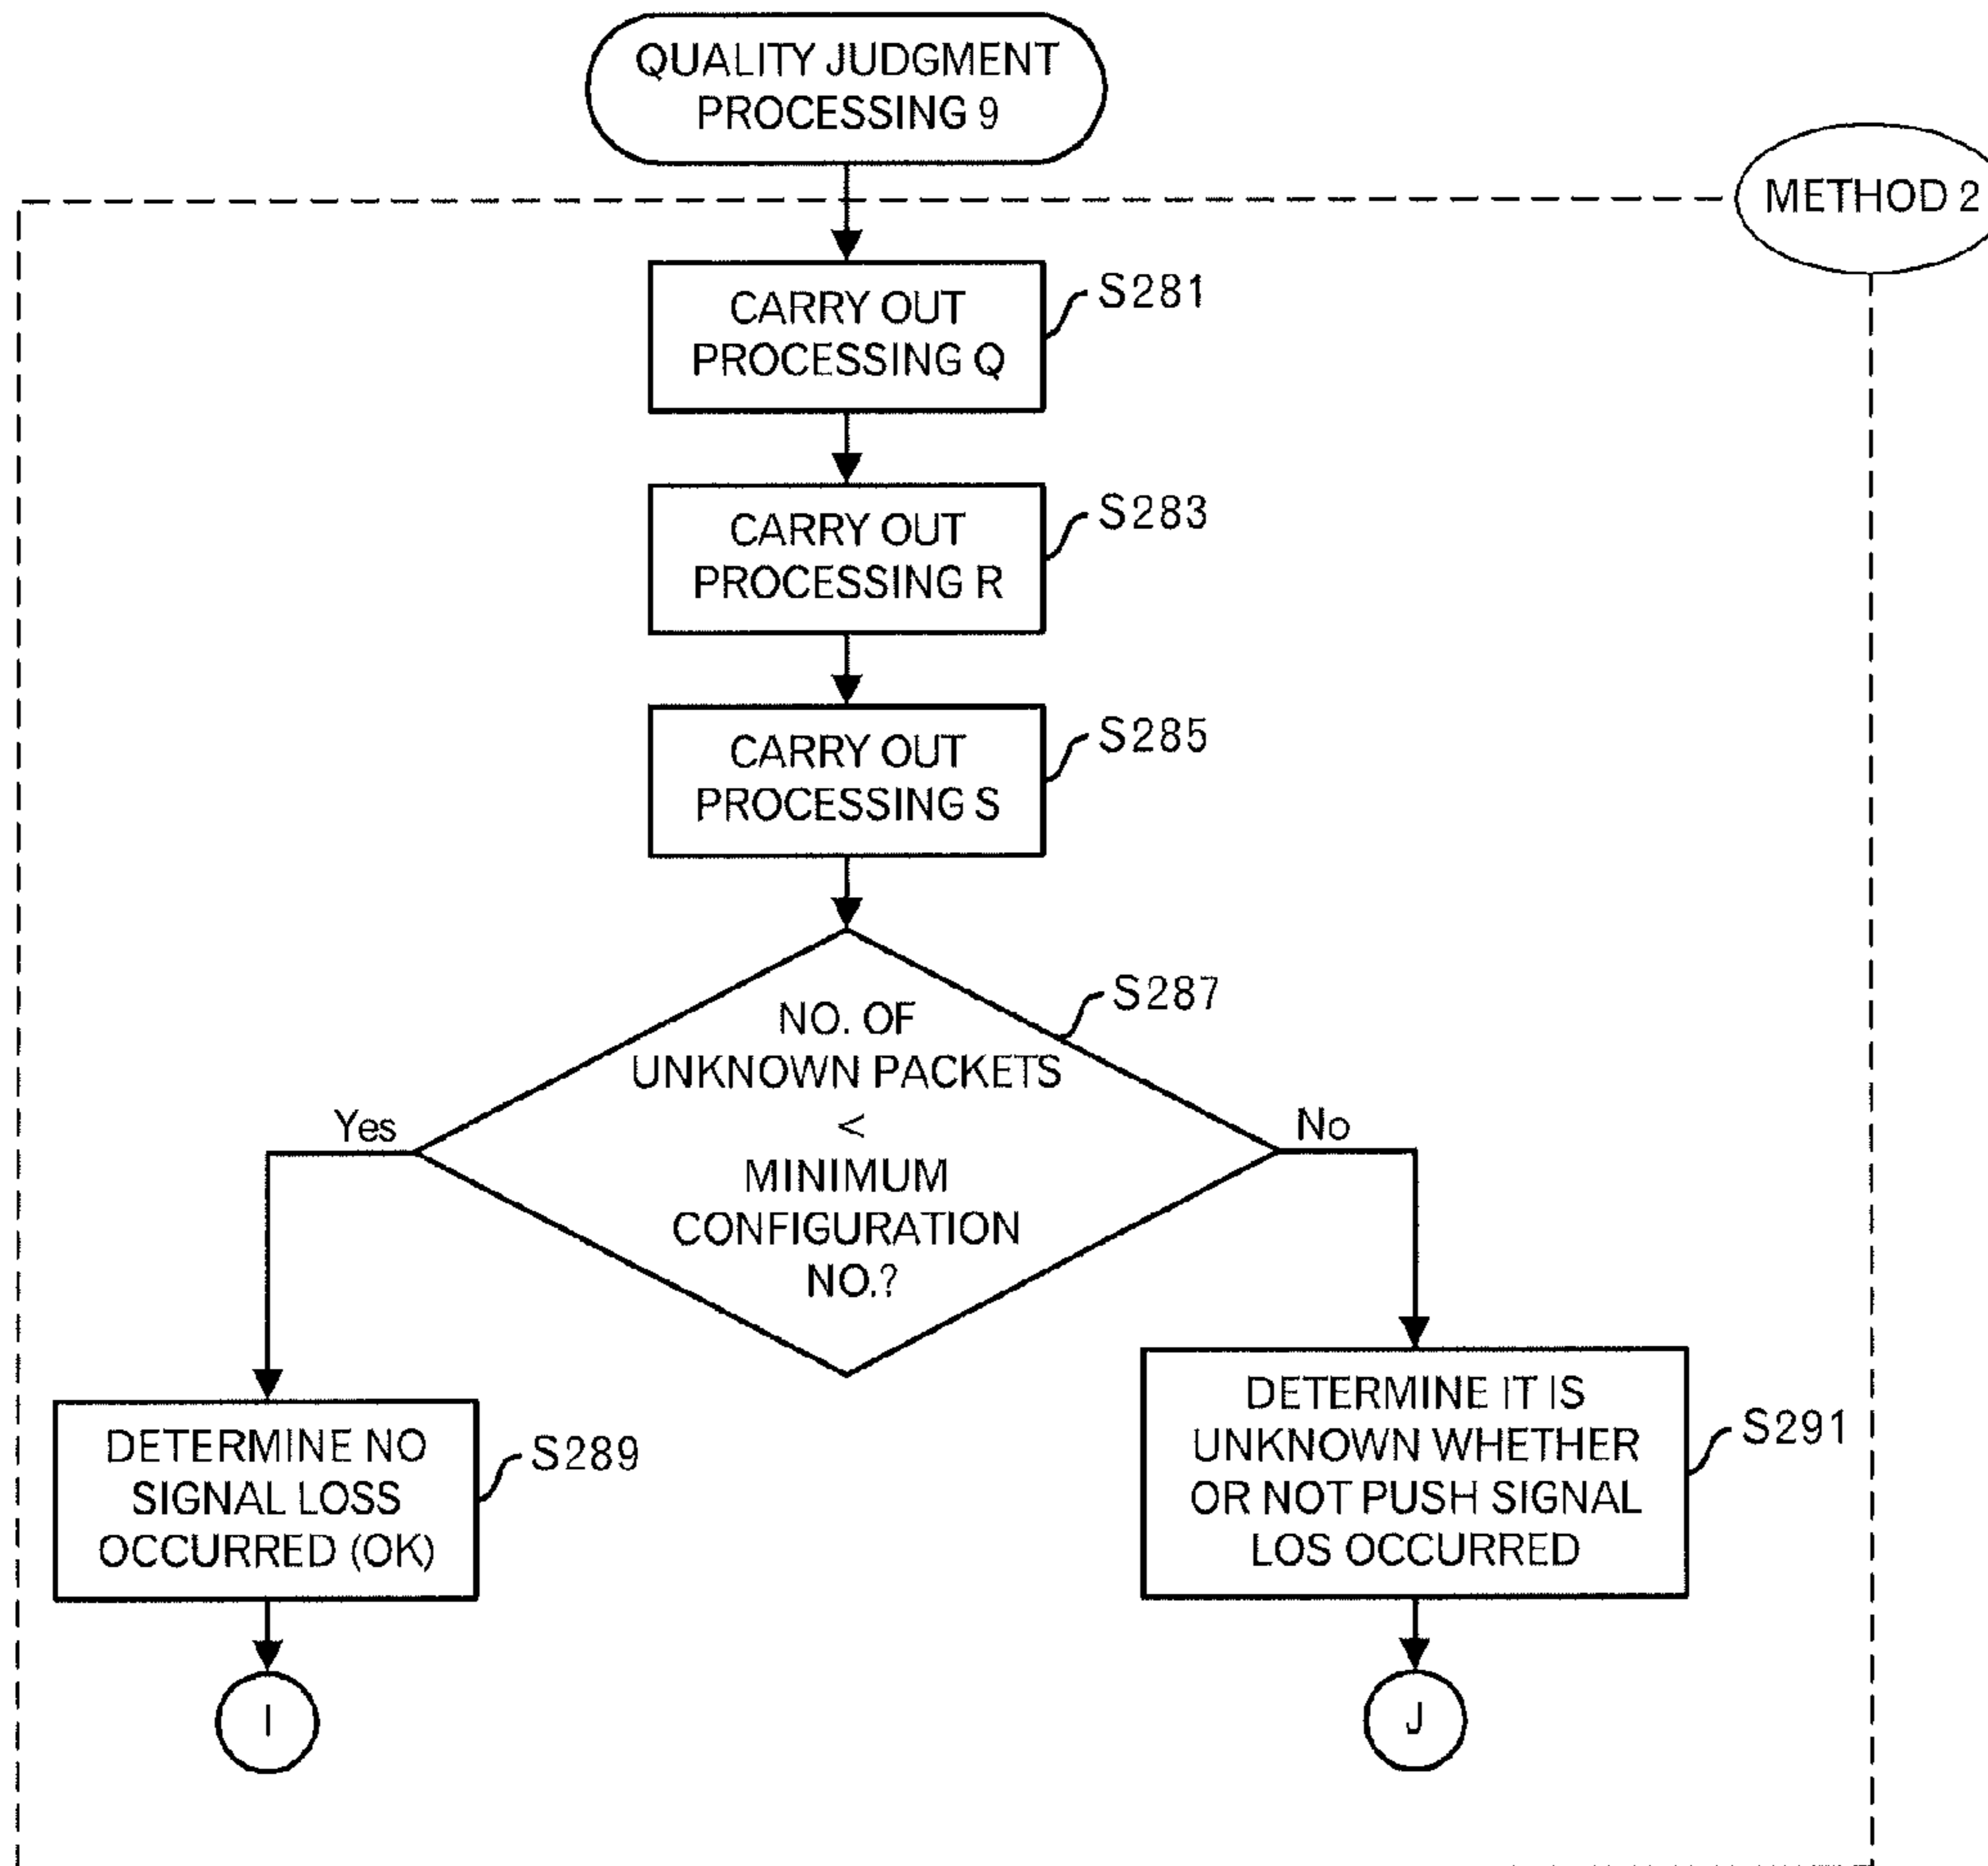 QUALITY JUDGMENT
PROCESSING 9
METHOD 2
CARRY OUT
PROCESSING Q
S281
CARRY OUT
PROCESSING R
S283
CARRY OUT
PROCESSING S
S285
NO. OF
UNKNOWN PACKETS
<
MINIMUM
CONFIGURATION
NO.?
S287
Yes
No
DETERMINE NO
SIGNAL LOSS
OCCURRED (OK)
S289
DETERMINE IT IS
UNKNOWN WHETHER
OR NOT PUSH SIGNAL
LOS OCCURRED
S291
I
J